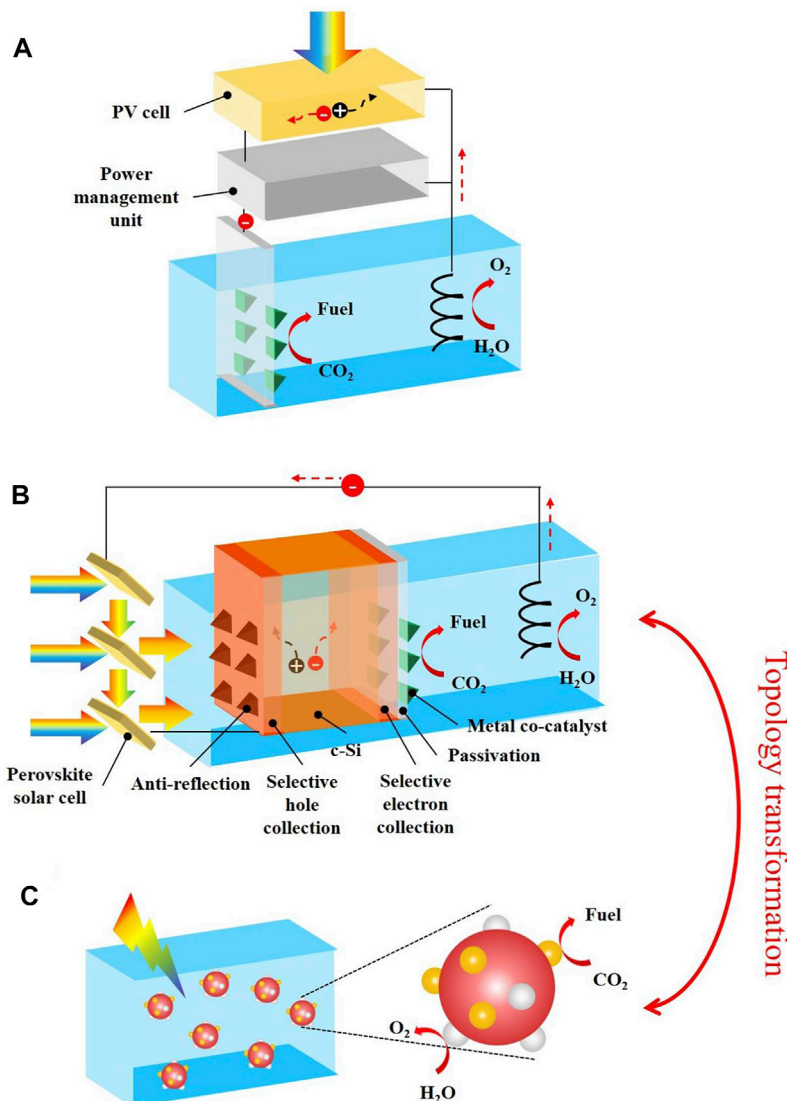 A
PV cell
Power
management
unit
O₂
Fuel
H₂O
CO₂
B
O₂
Fuel
H₂O
CO₂
Metal co-catalyst
c-Si
Passivation
Perovskite
solar cell
Anti-reflection
Selective
hole
collection
Selective
electron
collection
Topology transformation
C
Fuel
CO₂
O₂
H₂O